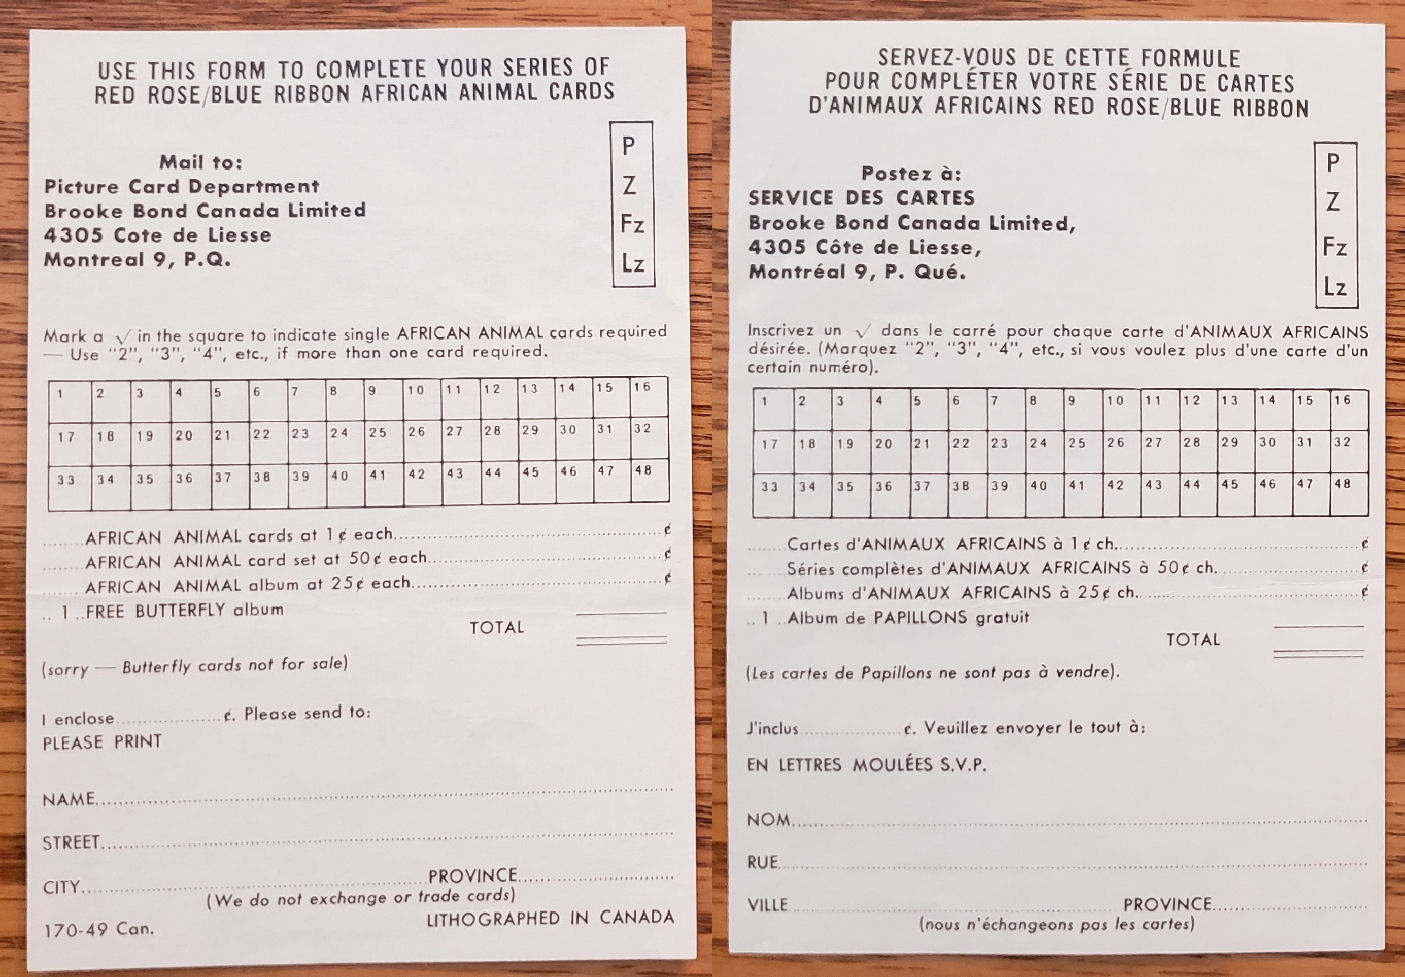 USE THIS FORM TO COMPLETE YOUR SERIES OF
RED ROSE/BLUE RIBBON AFRICAN ANIMAL CARDS
Mail to:
Picture Card Department
Brooke Bond Canada Limited
4305 Cote de Liesse
Montreal 9, P.Q.
P
Z
Fz
Lz
Mark a √ in the square to indicate single AFRICAN ANIMAL cards required
— Use "2", "3", "4", etc., if more than one card required.
1 2 3 4 5 6 7 8 9 10 11 12 13 14 15 16
17 18 19 20 21 22 23 24 25 26 27 28 29 30 31 32
33 34 35 36 37 38 39 40 41 42 43 44 45 46 47 48
.......AFRICAN ANIMAL cards at 1¢ each..........¢
.......AFRICAN ANIMAL card set at 50¢ each..........¢
.......AFRICAN ANIMAL album at 25¢ each..........¢
.. 1 ..FREE BUTTERFLY album
TOTAL
(sorry — Butterfly cards not for sale)
I enclose..........¢. Please send to:
PLEASE PRINT
NAME..........
STREET..........
CITY..........PROVINCE..........
(We do not exchange or trade cards)
170-49 Can. LITHOGRAPHED IN CANADA
SERVEZ-VOUS DE CETTE FORMULE
POUR COMPLÉTER VOTRE SÉRIE DE CARTES
D'ANIMAUX AFRICAINS RED ROSE/BLUE RIBBON
Postez à:
SERVICE DES CARTES
Brooke Bond Canada Limited,
4305 Côte de Liesse,
Montréal 9, P. Qué.
P
Z
Fz
Lz
Inscrivez un √ dans le carré pour chaque carte d'ANIMAUX AFRICAINS
désirée. (Marquez "2", "3", "4", etc., si vous voulez plus d'une carte d'un
certain numéro).
1 2 3 4 5 6 7 8 9 10 11 12 13 14 15 16
17 18 19 20 21 22 23 24 25 26 27 28 29 30 31 32
33 34 35 36 37 38 39 40 41 42 43 44 45 46 47 48
.......Cartes d'ANIMAUX AFRICAINS à 1¢ ch..........¢
.......Séries complètes d'ANIMAUX AFRICAINS à 50¢ ch..........¢
.......Albums d'ANIMAUX AFRICAINS à 25¢ ch..........¢
.. 1 ..Album de PAPILLONS gratuit
TOTAL
(Les cartes de Papillons ne sont pas à vendre).
J'inclus..........¢. Veuillez envoyer le tout à:
EN LETTRES MOULÉES S.V.P.
NOM..........
RUE..........
VILLE..........PROVINCE..........
(nous n'échangeons pas les cartes)